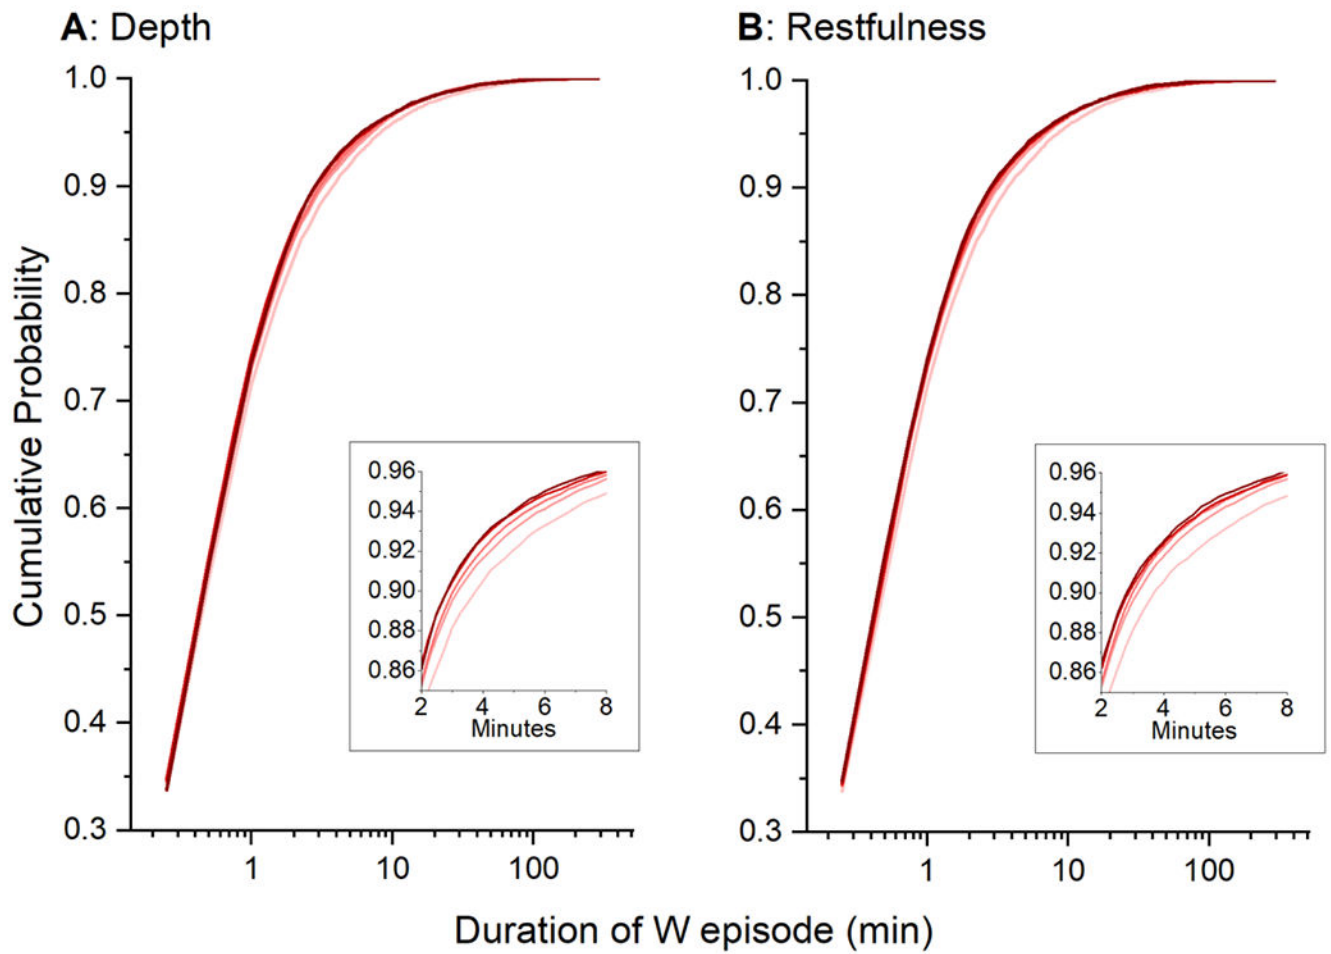 A: Depth
B: Restfulness
Cumulative Probability
1.0
0.9
0.8
0.7
0.6
0.5
0.4
0.3
1 10 100
0.96
0.94
0.92
0.90
0.88
0.86
2 4 6 8
Minutes
1.0
0.9
0.8
0.7
0.6
0.5
0.4
0.3
1 10 100
0.96
0.94
0.92
0.90
0.88
0.86
2 4 6 8
Minutes
Duration of W episode (min)